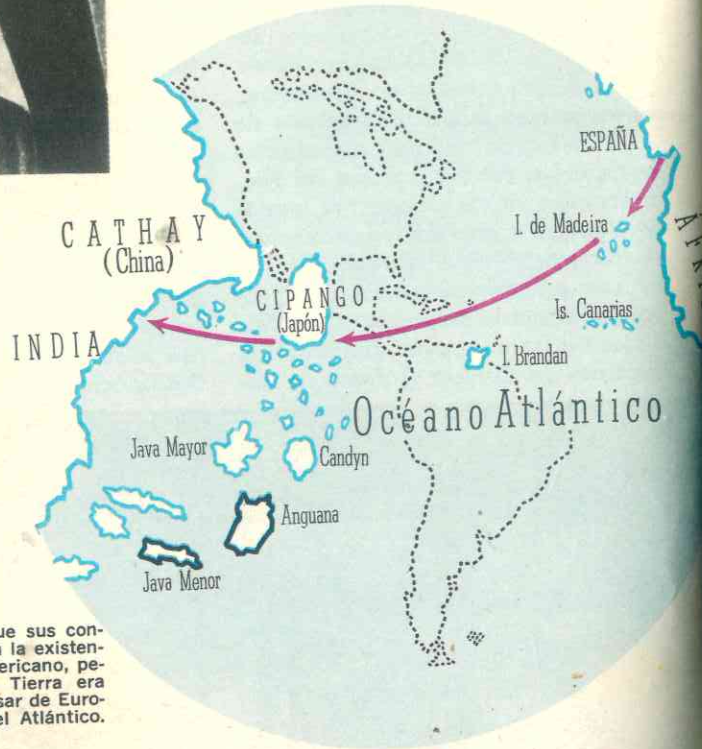 ESPAÑA
I. de Madeira
CATHAY
(China)
CIPANGO
(Japón)
Is. Canarias
INDIA
I. Brandan
Océano Atlántico
Java Mayor
Candyn
Anguana
Java Menor
ue sus con-
la existen-
ericano, pe-
Tierra era
sar de Euro-
el Atlántico.